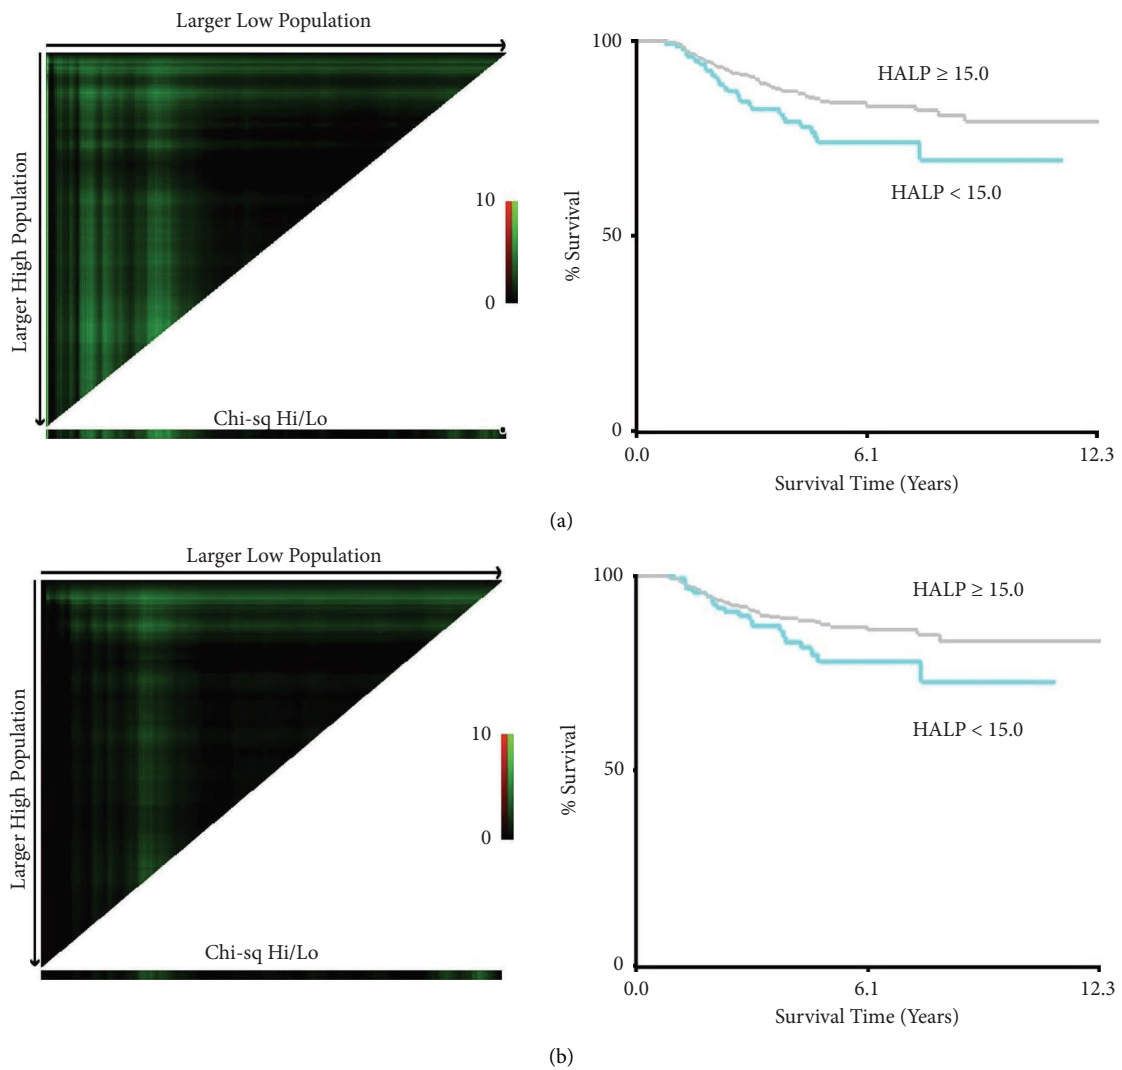 Larger Low Population
Larger High Population
10
0
Chi-sq Hi/Lo
100
50
0
% Survival
HALP ≥ 15.0
HALP < 15.0
0.0
6.1
12.3
Survival Time (Years)
(a)
Larger Low Population
Larger High Population
10
0
Chi-sq Hi/Lo
100
50
0
% Survival
HALP ≥ 15.0
HALP < 15.0
0.0
6.1
12.3
Survival Time (Years)
(b)